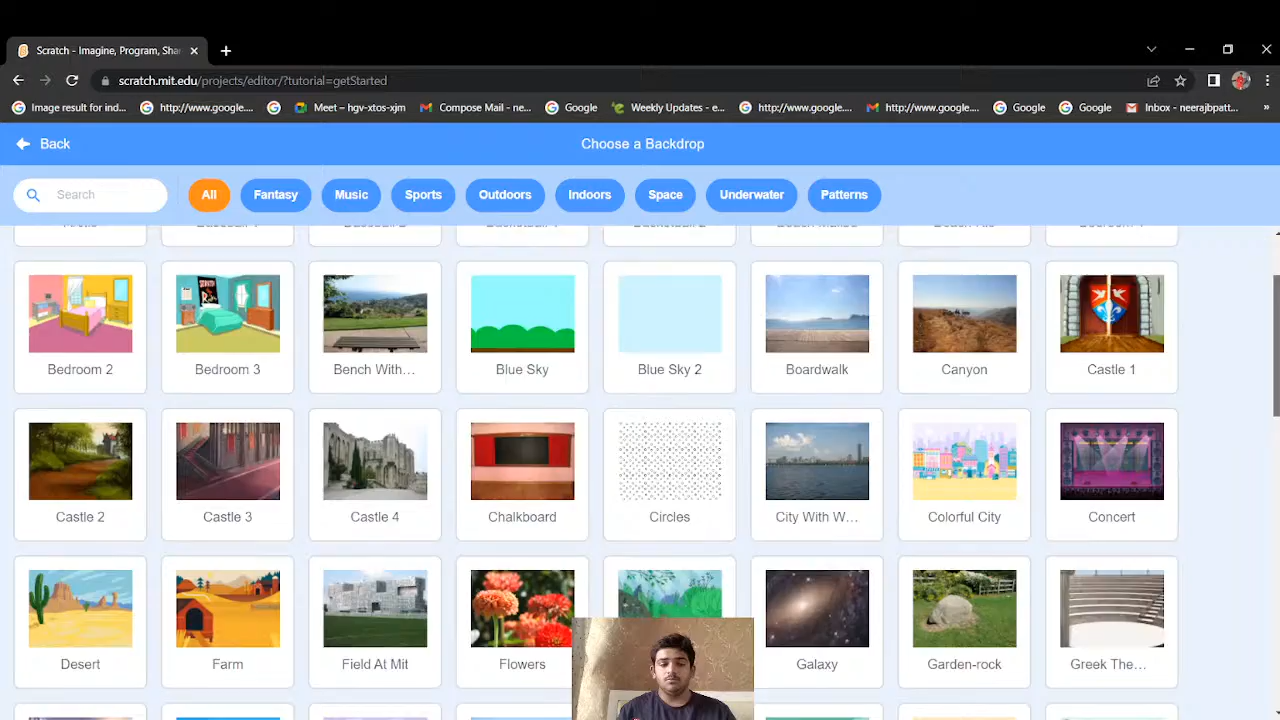 Scratch - Imagine, Program, Sha
scratch.mit.edu/projects/editor/?tutorial=getStarted
Image result for ind... http://www.google.... Meet – hgv-xtos-xjm Compose Mail - ne... Google Weekly Updates - e... http://www.google.... http://www.google.... Google Google Inbox - neerajbpatt... »
Back Choose a Backdrop
Search All Fantasy Music Sports Outdoors Indoors Space Underwater Patterns
Bedroom 2 Bedroom 3 Bench With... Blue Sky Blue Sky 2 Boardwalk Canyon Castle 1
Castle 2 Castle 3 Castle 4 Chalkboard Circles City With W... Colorful City Concert
Desert Farm Field At Mit Flowers Galaxy Garden-rock Greek The...